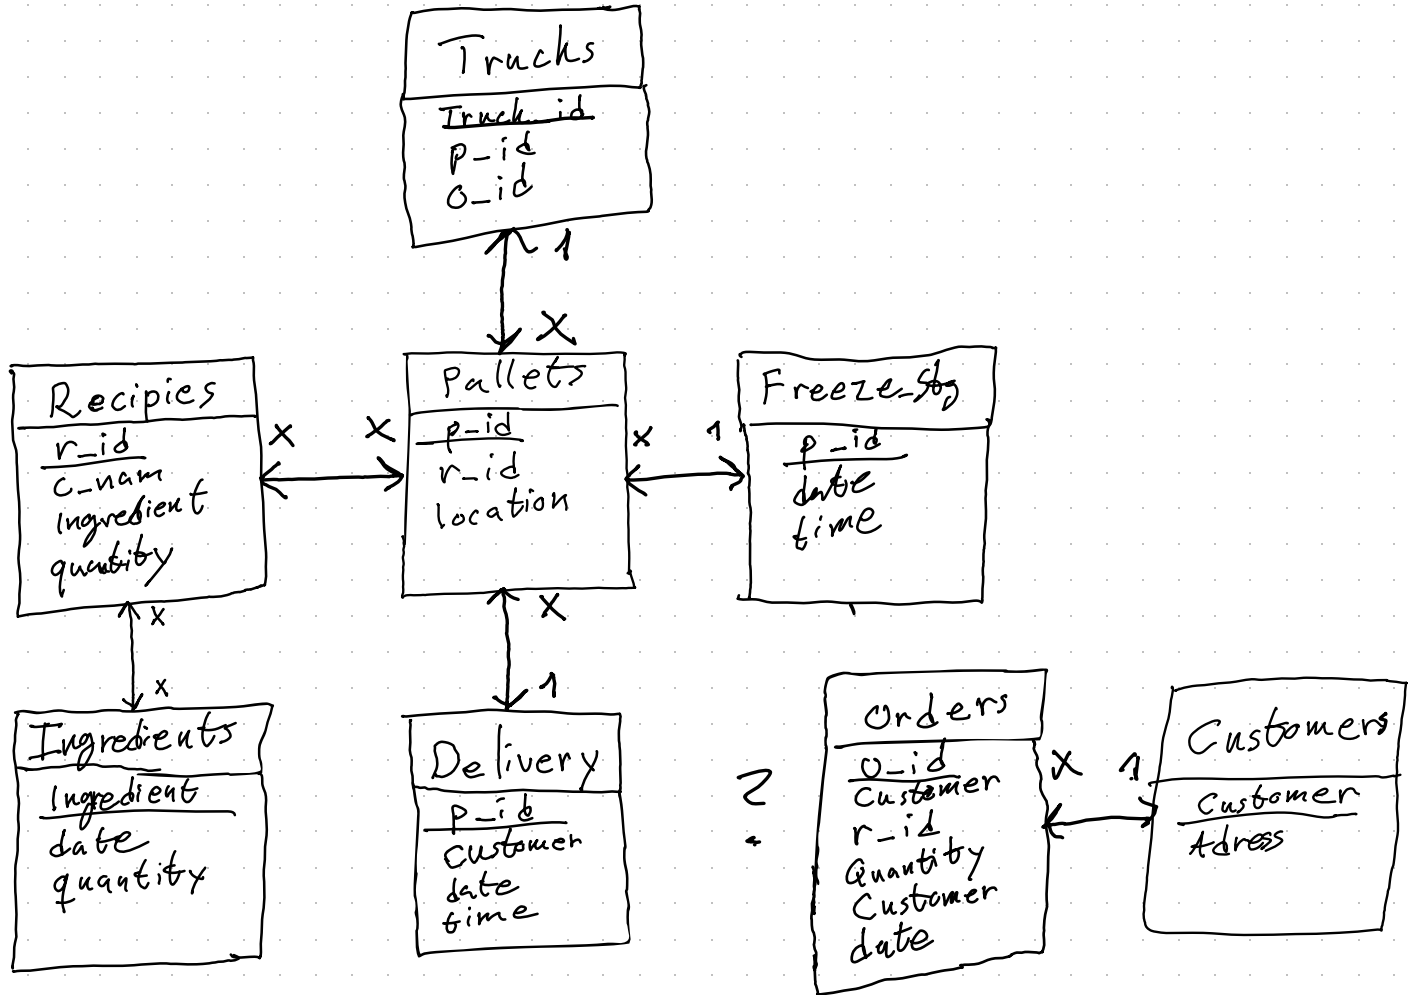 Trucks
Truck_id
p_id
o_id
1
X
Recipies
r_id
c_nam
Ingredient
quantity
X
X
Pallets
p_id
r_id
location
x
1
Freeze_Stg
p_id
date
time
x
x
X
1
Ingredients
Ingredient
date
quantity
Delivery
p_id
Customer
date
time
?
Orders
o_id
Customer
r_id
Quantity
Customer
date
X
1
Customers
Customer
Adress